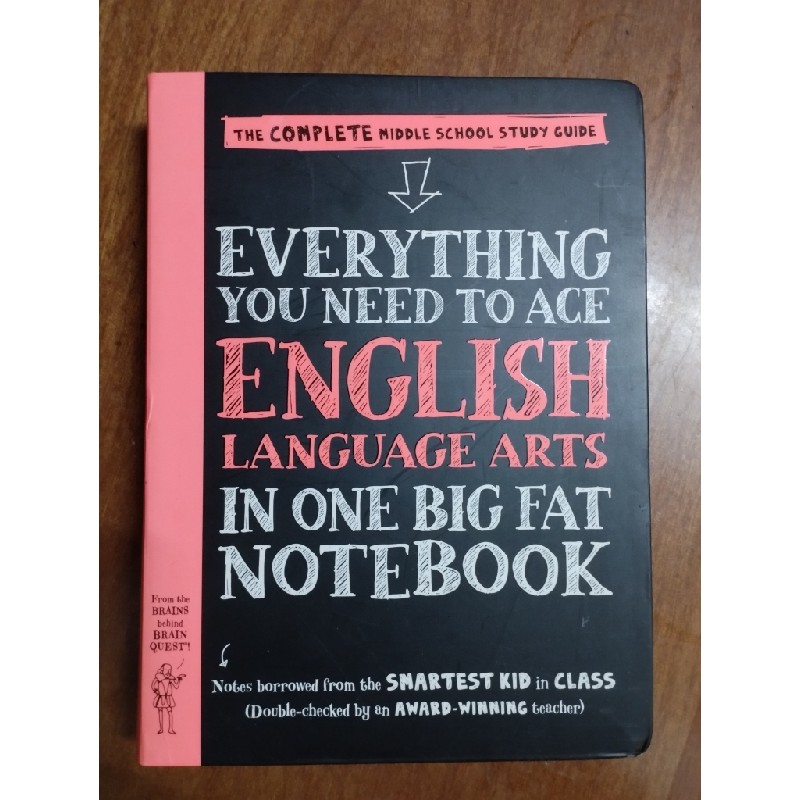 THE COMPLETE MIDDLE SCHOOL STUDY GUIDE
EVERYTHING
YOU NEED TO ACE
ENGLISH
LANGUAGE ARTS
IN ONE BIG FAT
NOTEBOOK
From the
BRAINS
behind
BRAIN
QUEST!
Notes borrowed from the SMARTEST KID in CLASS
(Double-checked by an AWARD-WINNING teacher)